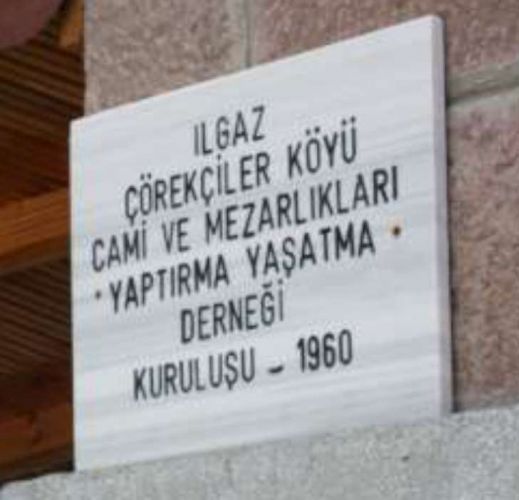 ILGAZ
ÇÖREKÇİLER KÖYÜ
CAMİ VE MEZARLIKLARI
YAPTIRMA YAŞATMA
DERNEĞİ
KURULUŞU - 1960